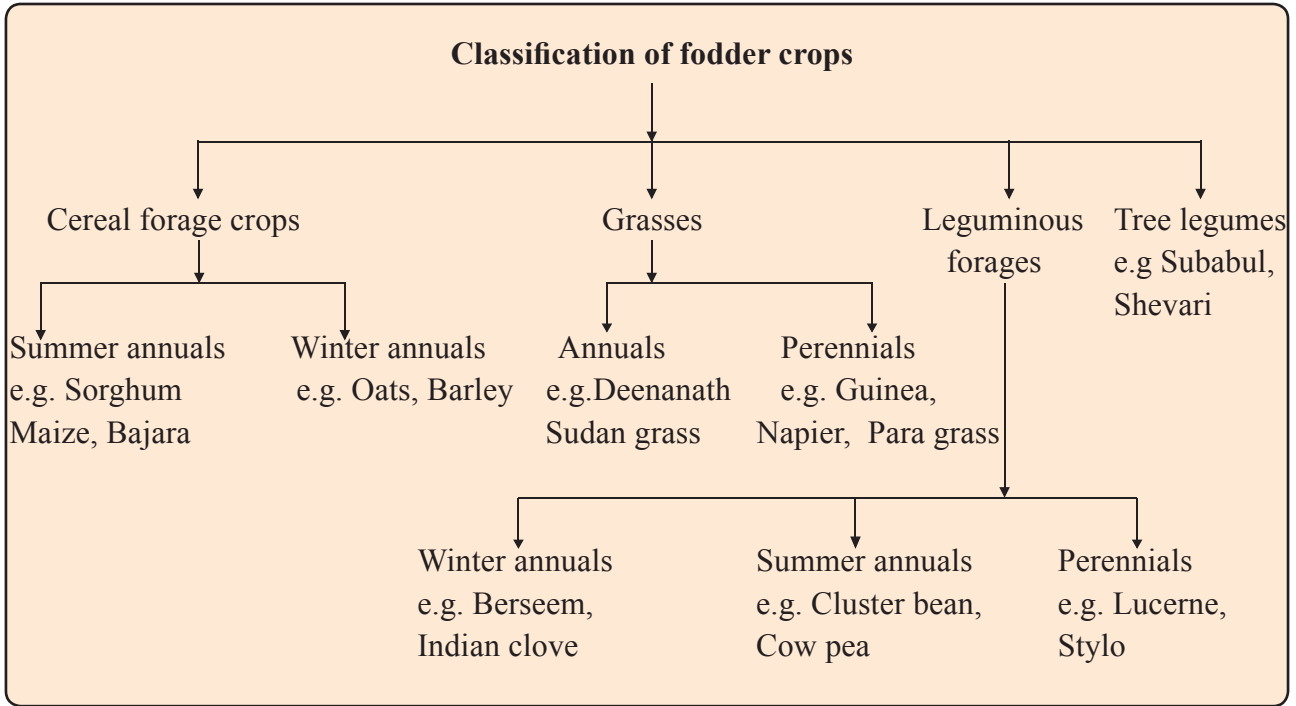 Classification of fodder crops
Cereal forage crops
Grasses
Leguminous
forages
Tree legumes
e.g Subabul,
Shevari
Summer annuals
e.g. Sorghum
Maize, Bajara
Winter annuals
e.g. Oats, Barley
Annuals
e.g.Deenanath
Sudan grass
Perennials
e.g. Guinea,
Napier, Para grass
Winter annuals
e.g. Berseem,
Indian clove
Summer annuals
e.g. Cluster bean,
Cow pea
Perennials
e.g. Lucerne,
Stylo